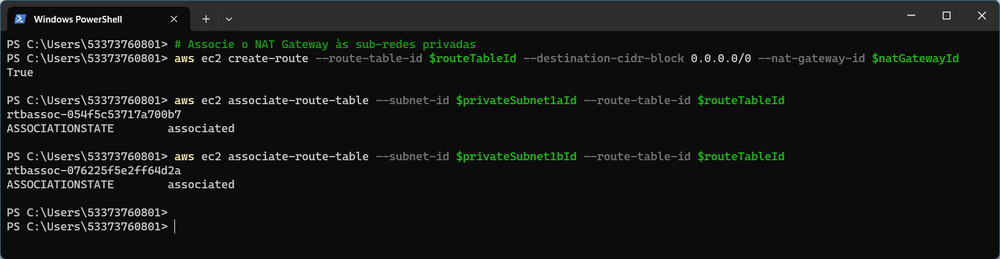 Windows PowerShell
PS C:\Users\53373760801> # Associe o NAT Gateway às sub-redes privadas
PS C:\Users\53373760801> aws ec2 create-route --route-table-id $routeTableId --destination-cidr-block 0.0.0.0/0 --nat-gateway-id $natGatewayId
True
PS C:\Users\53373760801> aws ec2 associate-route-table --subnet-id $privateSubnet1aId --route-table-id $routeTableId
rtbassoc-054f5c53717a700b7
ASSOCIATIONSTATE        associated
PS C:\Users\53373760801> aws ec2 associate-route-table --subnet-id $privateSubnet1bId --route-table-id $routeTableId
rtbassoc-076225f5e2ff64d2a
ASSOCIATIONSTATE        associated
PS C:\Users\53373760801>
PS C:\Users\53373760801>